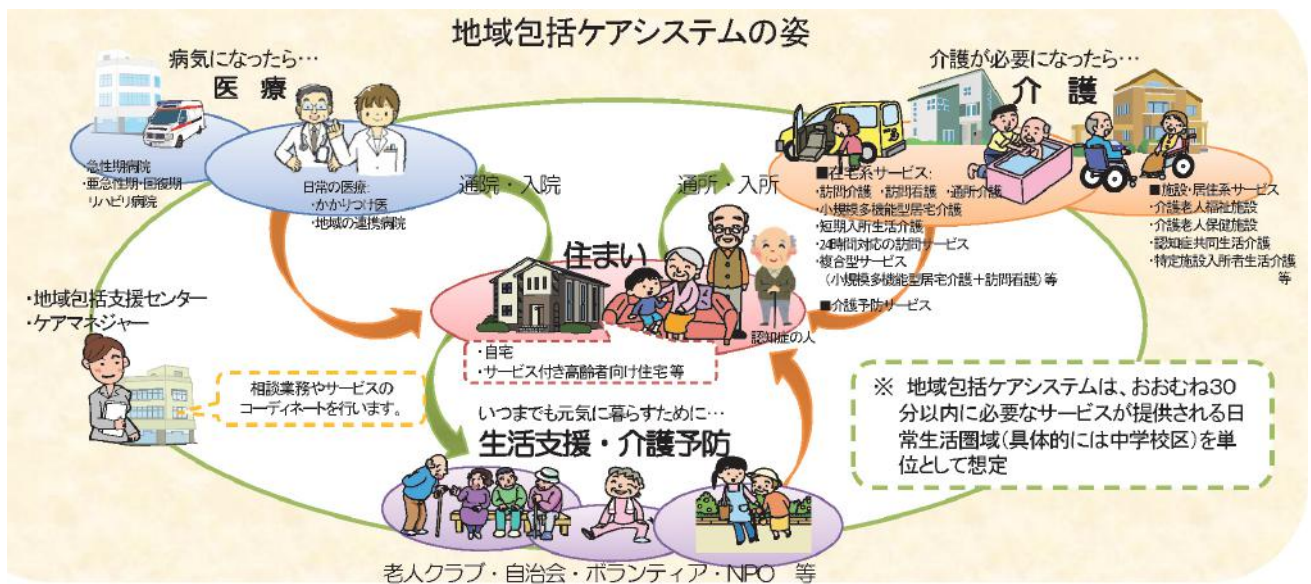 地域包括ケアシステムの姿
病気になったら…
医 療
・急性期病院
・亜急性期・回復期
リハビリ病院
日常の医療:
・かかりつけ医
・地域の連携病院
通院・入院
通所・入所
介護が必要になったら…
介 護
■在宅系サービス:
・訪問介護 ・訪問看護 ・通所介護
・小規模多機能型居宅介護
・短期入所生活介護
・24時間対応の訪問サービス
・複合型サービス
（小規模多機能型居宅介護＋訪問看護）等
■介護予防サービス
■施設・居住系サービス
・介護老人福祉施設
・介護老人保健施設
・認知症共同生活介護
・特定施設入所者生活介護
等
住まい
認知症の人
・自宅
・サービス付き高齢者向け住宅 等
・地域包括支援センター
・ケアマネジャー
相談業務やサービスの
コーディネートを行います。
いつまでも元気に暮らすために…
生活支援・介護予防
老人クラブ・自治会・ボランティア・NPO 等
※ 地域包括ケアシステムは、おおむね30
分以内に必要なサービスが提供される日
常生活圏域（具体的には中学校区）を単
位として想定